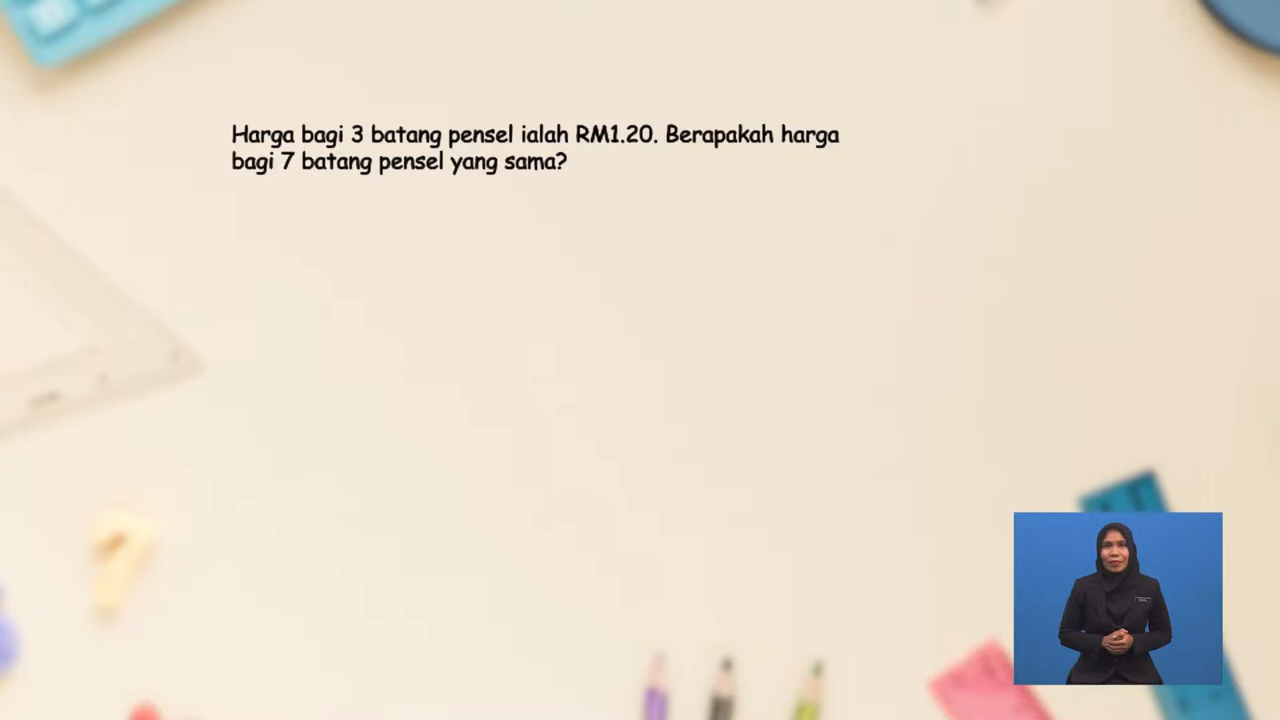 Harga bagi 3 batang pensel ialah RM1.20. Berapakah harga
bagi 7 batang pensel yang sama?